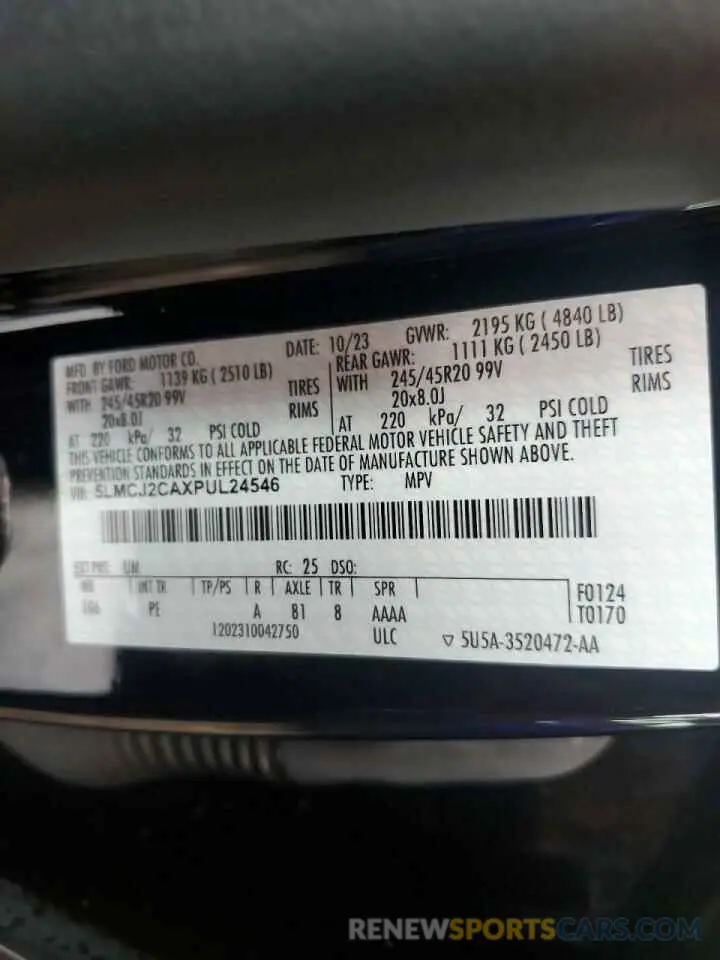 MFD BY FORD MOTOR CO. DATE: 10/23 GVWR: 2195 KG ( 4840 LB)
FRONT GAWR: 1139 KG ( 2510 LB) REAR GAWR: 1111 KG ( 2450 LB)
WITH 245/45R20 99V TIRES WITH 245/45R20 99V TIRES
20x8.0J RIMS 20x8.0J RIMS
AT 220 kPa/ 32 PSI COLD AT 220 kPa/ 32 PSI COLD
THIS VEHICLE CONFORMS TO ALL APPLICABLE FEDERAL MOTOR VEHICLE SAFETY AND THEFT
PREVENTION STANDARDS IN EFFECT ON THE DATE OF MANUFACTURE SHOWN ABOVE.
VIN: 5LMCJ2CAXPUL24546 TYPE: MPV
EXT PNT: UM RC: 25 DSO:
WB INT TR TP/PS R AXLE TR SPR F0124
106 PE A 81 8 AAAA T0170
1202310042750 ULC ▽ 5U5A-3520472-AA
RENEWSPORTSCARS.COM